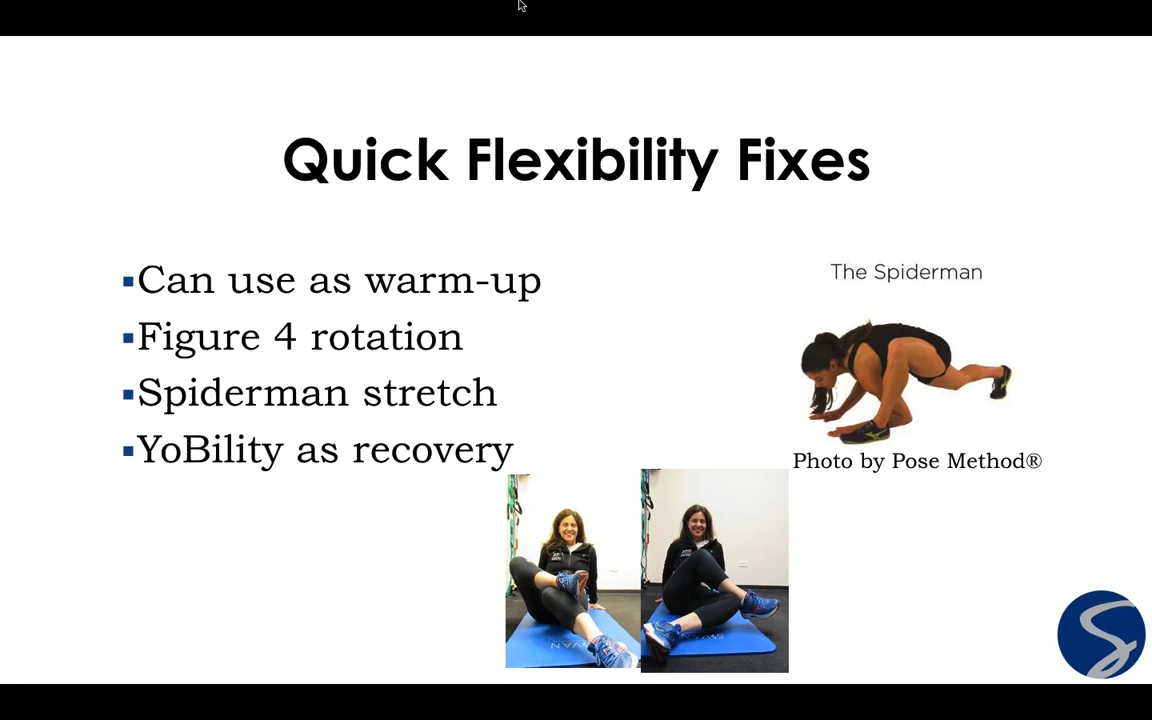 Quick Flexibility Fixes
▪Can use as warm-up
▪Figure 4 rotation
▪Spiderman stretch
▪YoBility as recovery
The Spiderman
Photo by Pose Method®